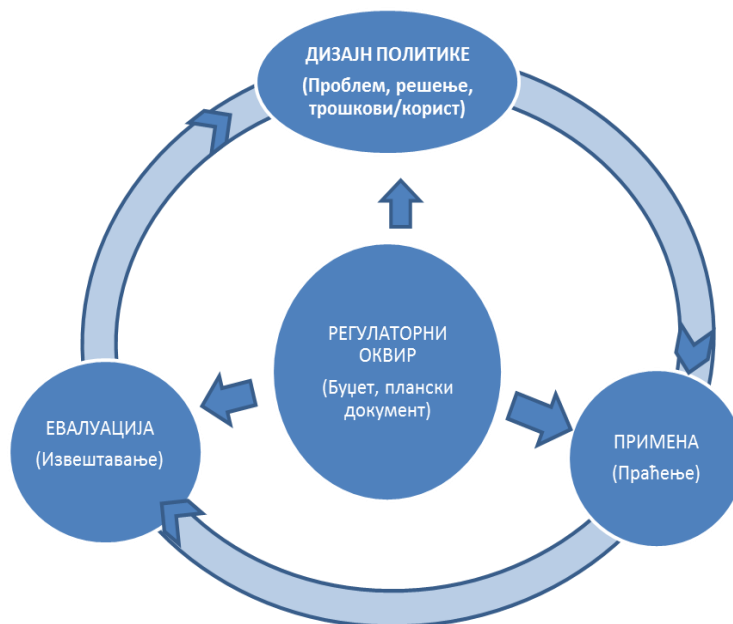 ДИЗАЈН ПОЛИТИКЕ
(Проблем, решење,
трошкови/корист)
РЕГУЛАТОРНИ
ОКВИР
(Буџет, плански
документ)
ЕВАЛУАЦИЈА
(Извештавање)
ПРИМЕНА
(Праћење)